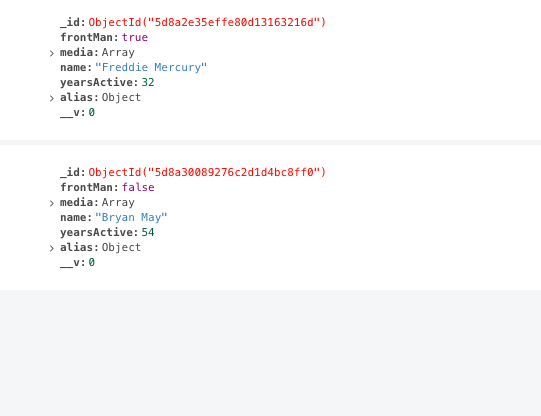 _id: ObjectId("5d8a2e35effe80d13163216d")
frontMan: true
media: Array
name: "Freddie Mercury"
yearsActive: 32
alias: Object
__v: 0
_id: ObjectId("5d8a30089276c2d1d4bc8ff0")
frontMan: false
media: Array
name: "Bryan May"
yearsActive: 54
alias: Object
__v: 0